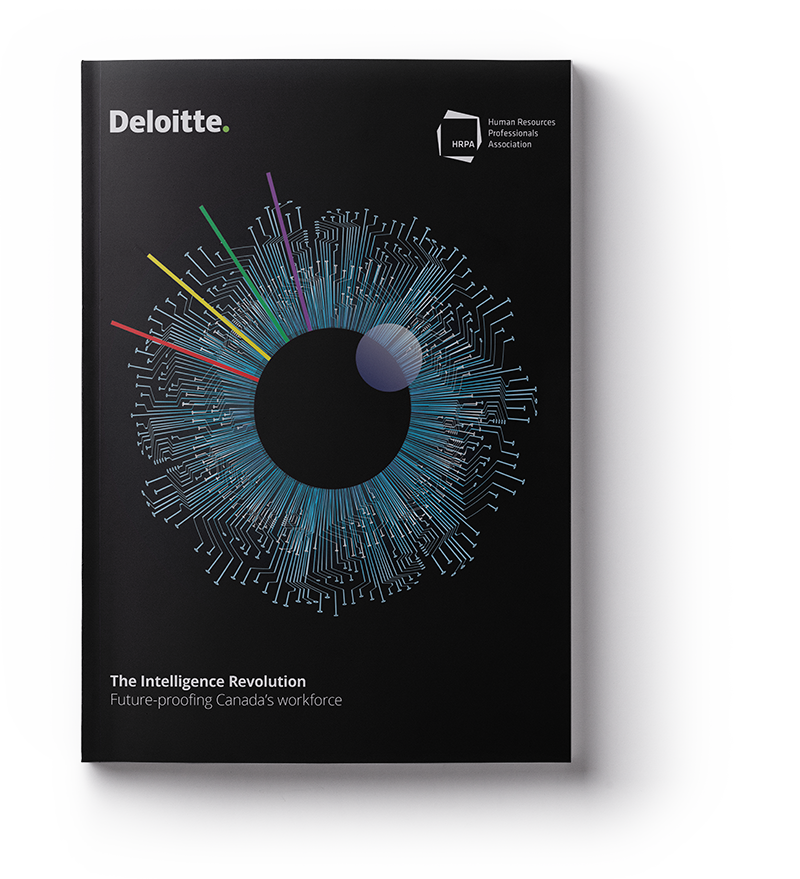 Deloitte.
HRPA
Human Resources
Professionals
Association
The Intelligence Revolution
Future-proofing Canada's workforce